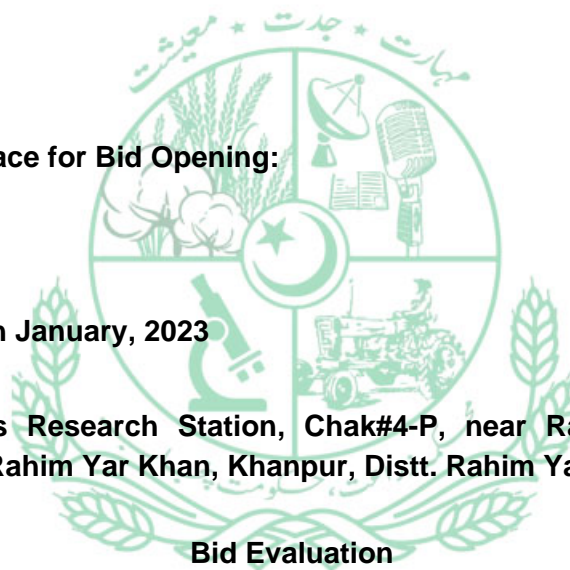 مہارت ★ جدت ★ معیشت
ace for Bid Opening:
January, 2023
s Research Station, Chak#4-P, near Ra
Rahim Yar Khan, Khanpur, Distt. Rahim Ya
Bid Evaluation